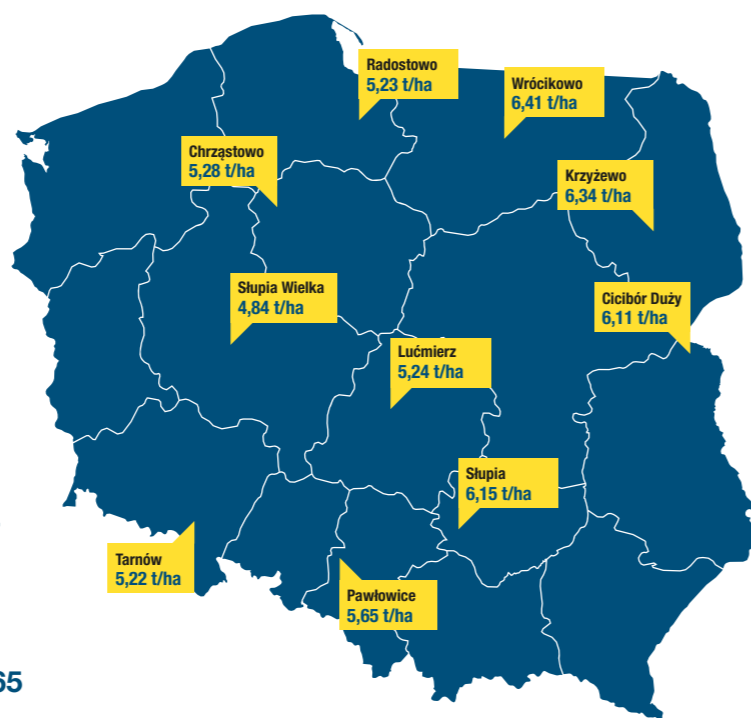 Radostowo
5,23 t/ha
Wrócikowo
6,41 t/ha
Chrząstowo
5,28 t/ha
Krzyżewo
6,34 t/ha
Słupia Wielka
4,84 t/ha
Cicibór Duży
6,11 t/ha
Lućmierz
5,24 t/ha
Słupia
6,15 t/ha
Tarnów
5,22 t/ha
Pawłowice
5,65 t/ha